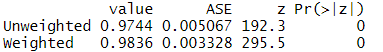 value ASE z Pr(>|z|)
Unweighted 0.9744 0.005067 192.3 0
Weighted 0.9836 0.003328 295.5 0